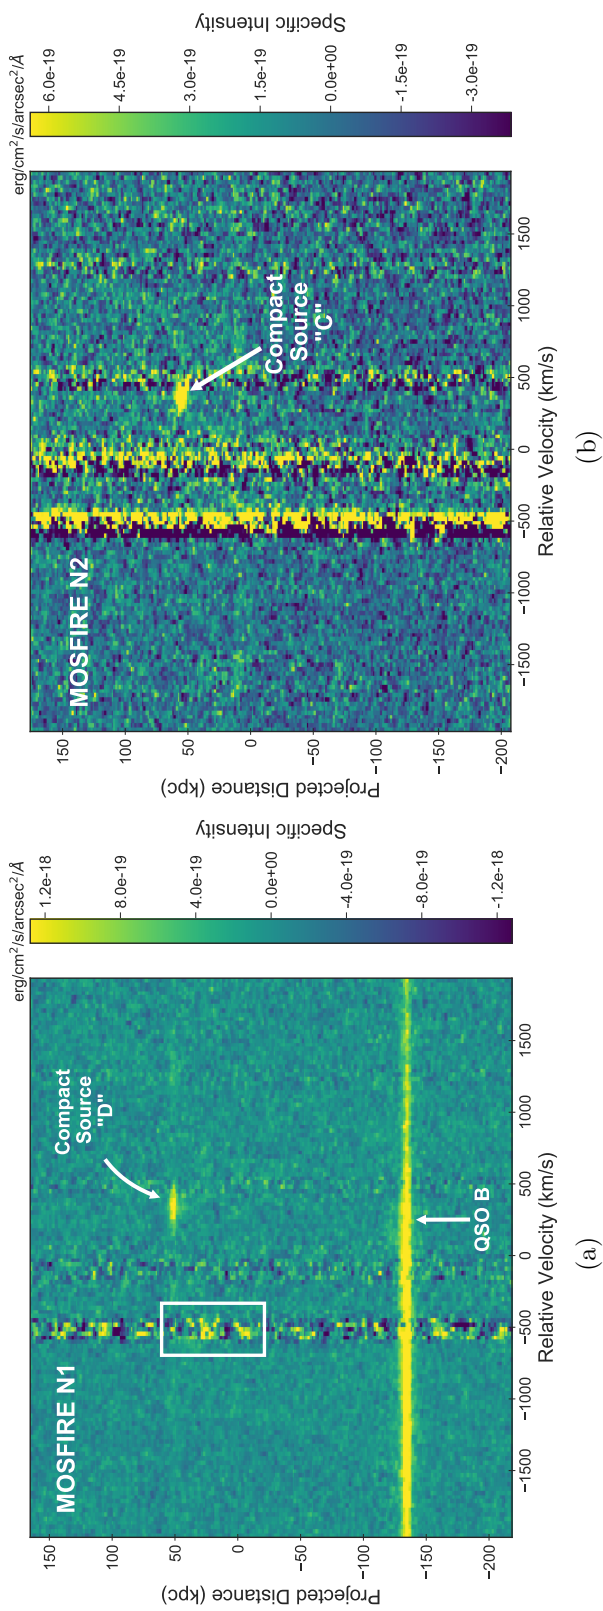 MOSFIRE N1
Compact
Source
"D"
QSO B
150
100
50
0
−50
−100
−150
−200
Projected Distance (kpc)
−1500
−1000
−500
0
500
1000
1500
Relative Velocity (km/s)
erg/cm²/s/arcsec²/Å
1.2e-18
8.0e-19
4.0e-19
0.0e+00
-4.0e-19
-8.0e-19
-1.2e-18
Specific Intensity
(a)
MOSFIRE N2
Compact
Source
"C"
150
100
50
0
−50
−100
−150
−200
Projected Distance (kpc)
−1500
−1000
−500
0
500
1000
1500
Relative Velocity (km/s)
erg/cm²/s/arcsec²/Å
6.0e-19
4.5e-19
3.0e-19
1.5e-19
0.0e+00
-1.5e-19
-3.0e-19
Specific Intensity
(b)